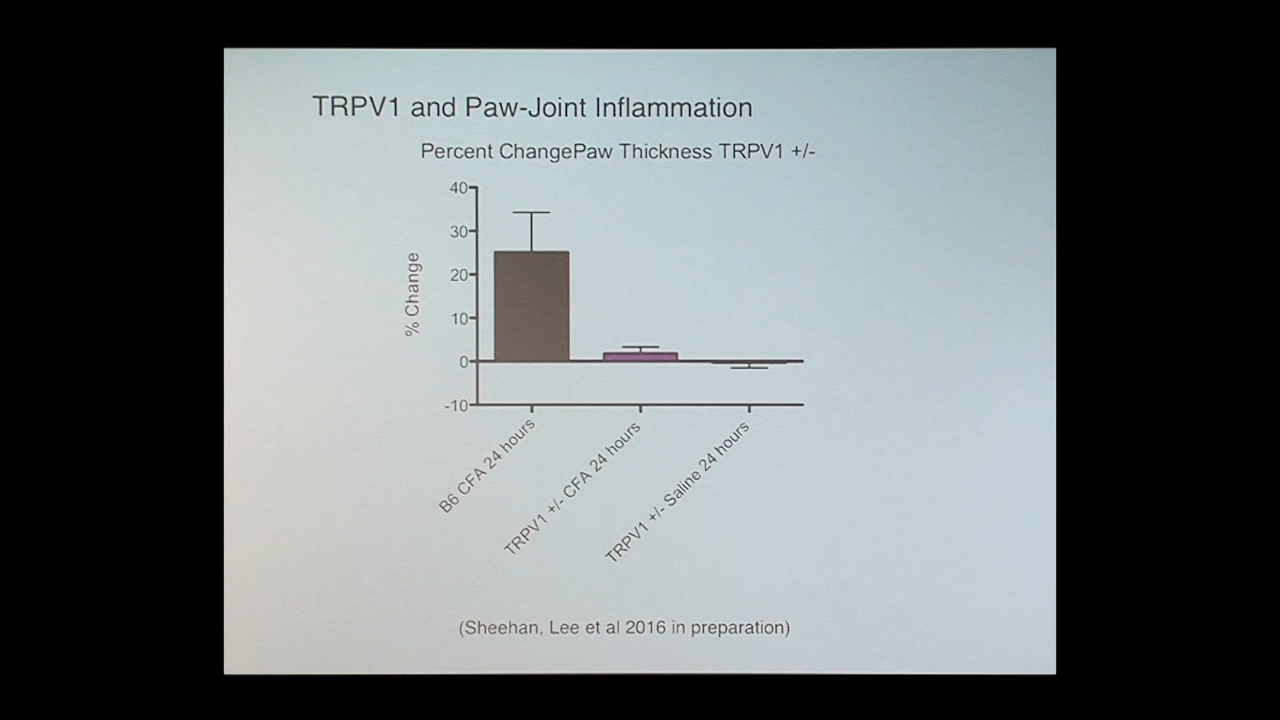 TRPV1 and Paw-Joint Inflammation
Percent ChangePaw Thickness TRPV1 +/-
% Change
40
30
20
10
0
-10
B6 CFA 24 hours
TRPV1 +/- CFA 24 hours
TRPV1 +/- Saline 24 hours
(Sheehan, Lee et al 2016 in preparation)